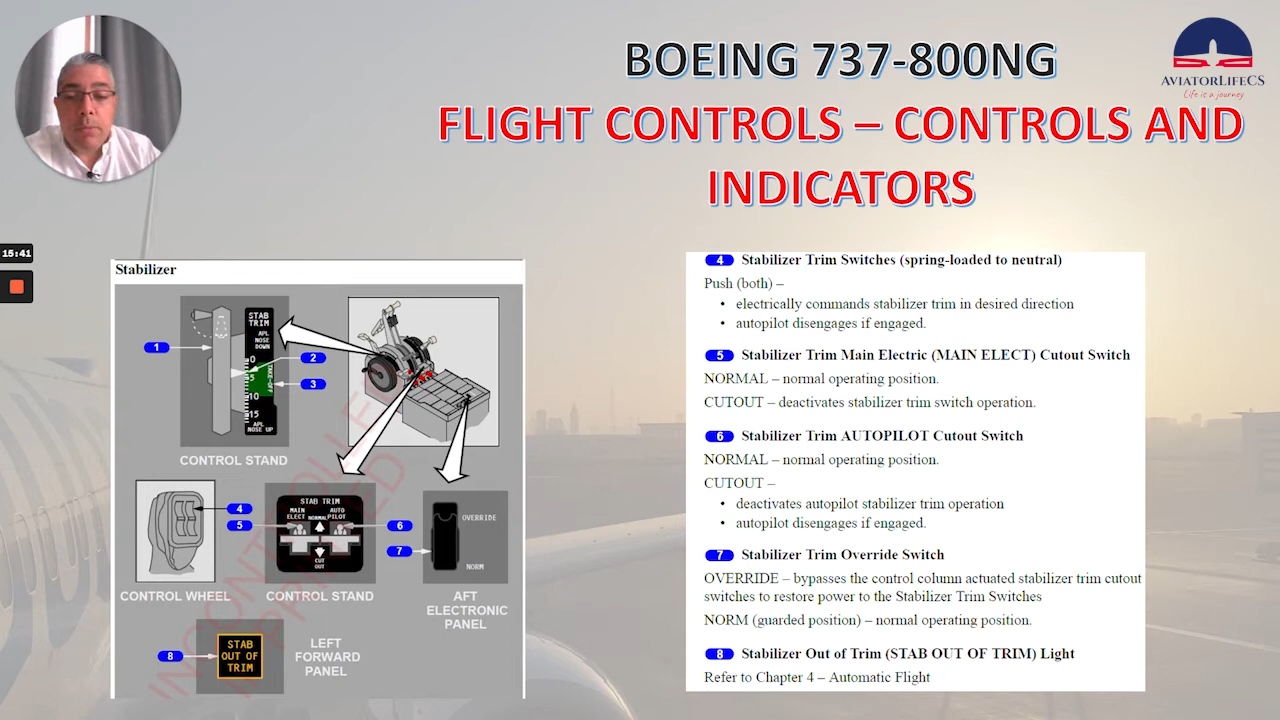 BOEING 737-800NG
FLIGHT CONTROLS – CONTROLS AND
INDICATORS
AVIATORLIFECS
Life is a journey
15:41
Stabilizer
STAB
TRIM
APL
NOSE
DOWN
0
5
10
15
TAKE-OFF
APL
NOSE UP
1
2
3
CONTROL STAND
4
5
CONTROL WHEEL
STAB TRIM
MAIN
ELECT
NORMAL
AUTO
PILOT
CUT
OUT
6
7
CONTROL STAND
OVERRIDE
NORM
AFT
ELECTRONIC
PANEL
8
STAB
OUT OF
TRIM
LEFT
FORWARD
PANEL
4 Stabilizer Trim Switches (spring-loaded to neutral)
Push (both) –
• electrically commands stabilizer trim in desired direction
• autopilot disengages if engaged.
5 Stabilizer Trim Main Electric (MAIN ELECT) Cutout Switch
NORMAL – normal operating position.
CUTOUT – deactivates stabilizer trim switch operation.
6 Stabilizer Trim AUTOPILOT Cutout Switch
NORMAL – normal operating position.
CUTOUT –
• deactivates autopilot stabilizer trim operation
• autopilot disengages if engaged.
7 Stabilizer Trim Override Switch
OVERRIDE – bypasses the control column actuated stabilizer trim cutout
switches to restore power to the Stabilizer Trim Switches
NORM (guarded position) – normal operating position.
8 Stabilizer Out of Trim (STAB OUT OF TRIM) Light
Refer to Chapter 4 – Automatic Flight